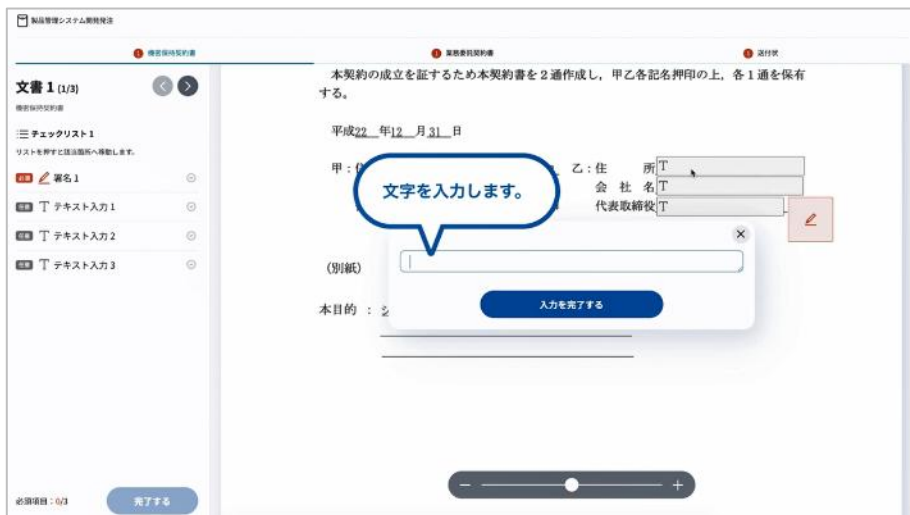 製品管理システム開発発注
機密保持契約書
業務委託契約書
送付状
文書 1 (1/3)
機密保持契約書
チェックリスト 1
リストを押すと該当箇所へ移動します。
必須 署名 1
任意 T テキスト入力 1
任意 T テキスト入力 2
任意 T テキスト入力 3
必須項目:0/3
完了する
本契約の成立を証するため本契約書を2通作成し,甲乙各記名押印の上,各1通を保有
する。
平成22 年12 月31 日
甲:
乙:住 所 T
会 社 名 T
代表取締役 T
文字を入力します。
入力を完了する
(別紙)
本目的 :